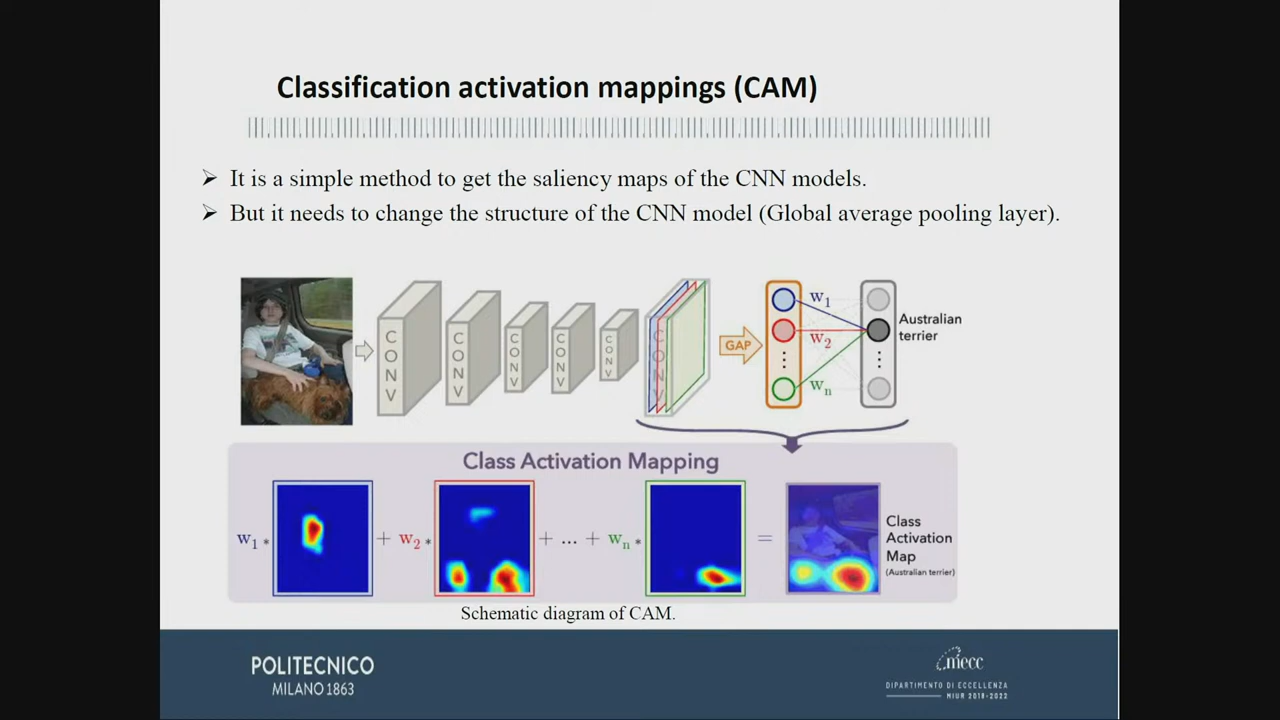 Classification activation mappings (CAM)
It is a simple method to get the saliency maps of the CNN models.
But it needs to change the structure of the CNN model (Global average pooling layer).
CONV
CONV
CONV
CONV
CONV
CONV
GAP
w1
w2
wn
Australian
terrier
Class Activation Mapping
w1 * + w2 * + ... + wn * =
Class
Activation
Map
(Australian terrier)
Schematic diagram of CAM.
POLITECNICO
MILANO 1863
mecc
DIPARTIMENTO DI ECCELLENZA
MIUR 2018-2022